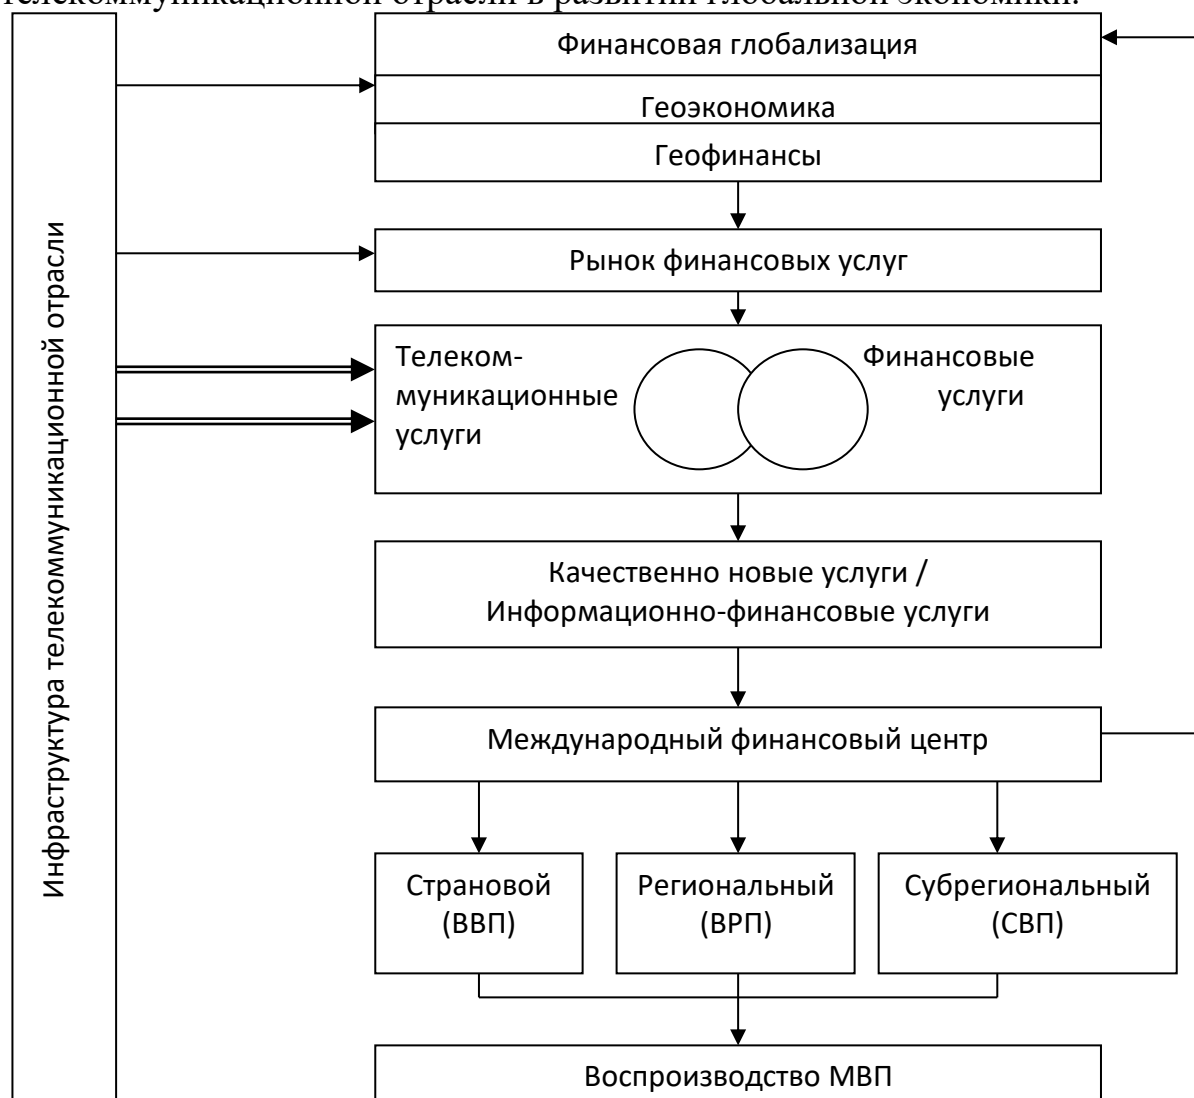 телекоммуникационной отрасли в развитии глобальной экономики.
Финансовая глобализация
Геоэкономика
Геофинансы
Инфраструктура телекоммуникационной отрасли
Рынок финансовых услуг
Телеком-
муникационные
услуги
Финансовые
услуги
Качественно новые услуги /
Информационно-финансовые услуги
Международный финансовый центр
Страновой
(ВВП)
Региональный
(ВРП)
Субрегиональный
(СВП)
Воспроизводство МВП